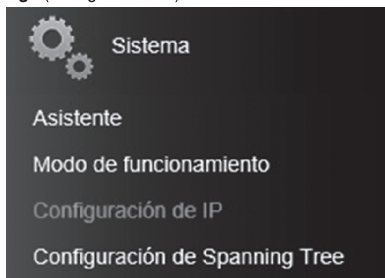 Sistema
Asistente
Modo de funcionamiento
Configuración de IP
Configuración de Spanning Tree